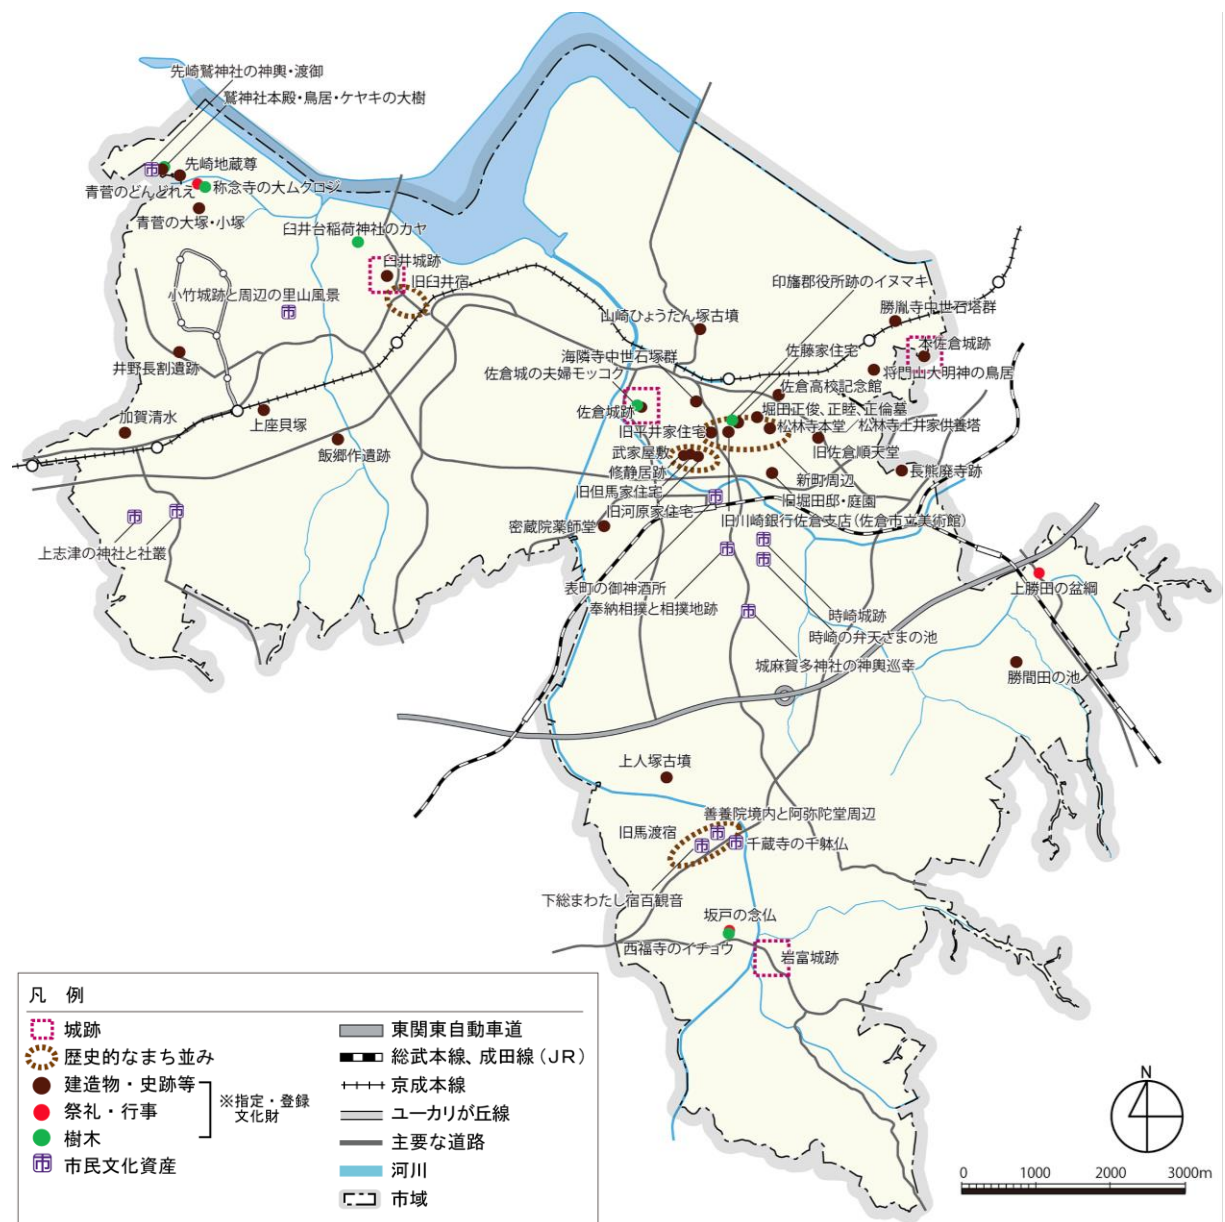 先崎鷲神社の神輿・渡御
鷲神社本殿・鳥居・ケヤキの大樹
先崎地蔵尊
青菅のどんどれえ
称念寺の大ムクロジ
青菅の大塚・小塚
臼井台稲荷神社のカヤ
臼井城跡
旧臼井宿
小竹城跡と周辺の里山風景
井野長割遺跡
加賀清水
上座貝塚
飯郷作遺跡
上志津の神社と社叢
印旛郡役所跡のイヌマキ
山崎ひょうたん塚古墳
勝胤寺中世石塔群
佐藤家住宅
本佐倉城跡
海隣寺中世石塚群
将門山大明神の鳥居
佐倉城の夫婦モッコク
佐倉高校記念館
佐倉城跡
堀田正俊、正睦、正倫墓
旧平井家住宅
松林寺本堂／松林寺土井家供養塔
武家屋敷
旧佐倉順天堂
修静居跡
新町周辺
長熊廃寺跡
旧但馬家住宅
旧堀田邸・庭園
旧河原家住宅
旧川崎銀行佐倉支店（佐倉市立美術館）
密蔵院薬師堂
表町の御神酒所
上勝田の盆綱
奉納相撲と相撲地跡
時崎城跡
時崎の弁天さまの池
城麻賀多神社の神輿巡幸
勝間田の池
上人塚古墳
善養院境内と阿弥陀堂周辺
旧馬渡宿
千蔵寺の千躰仏
下総まわたし宿百観音
坂戸の念仏
西福寺のイチョウ
岩富城跡
凡 例
城跡
歴史的なまち並み
建造物・史跡等
祭礼・行事
樹木
※指定・登録
文化財
市 市民文化資産
東関東自動車道
総武本線、成田線（ＪＲ）
京成本線
ユーカリが丘線
主要な道路
河川
市域
N
0 1000 2000 3000m